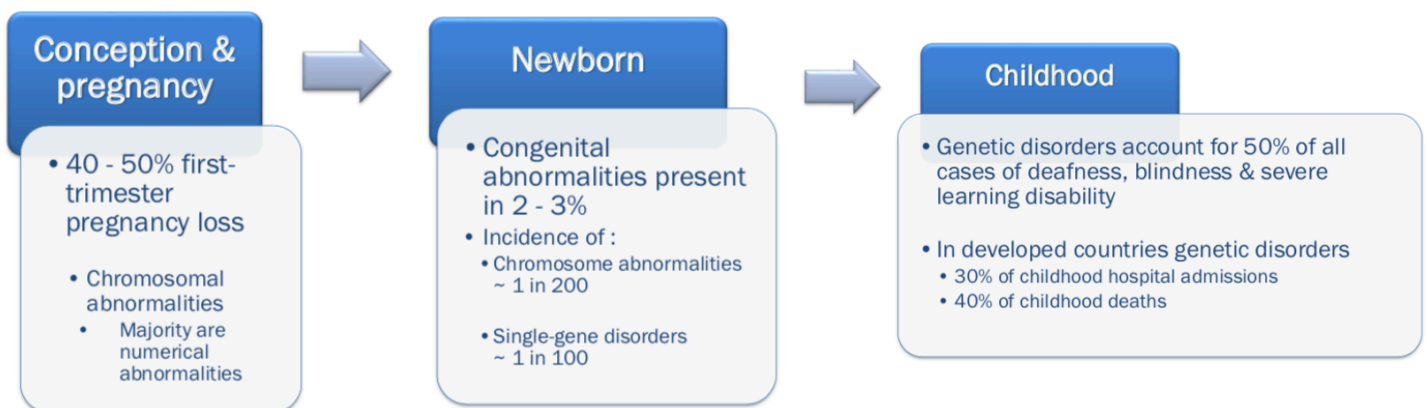 Conception &
pregnancy
• 40 - 50% first-
trimester
pregnancy loss
• Chromosomal
abnormalities
• Majority are
numerical
abnormalities
Newborn
• Congenital
abnormalities present
in 2 - 3%
• Incidence of :
• Chromosome abnormalities
~ 1 in 200
• Single-gene disorders
~ 1 in 100
Childhood
• Genetic disorders account for 50% of all
cases of deafness, blindness & severe
learning disability
• In developed countries genetic disorders
• 30% of childhood hospital admissions
• 40% of childhood deaths